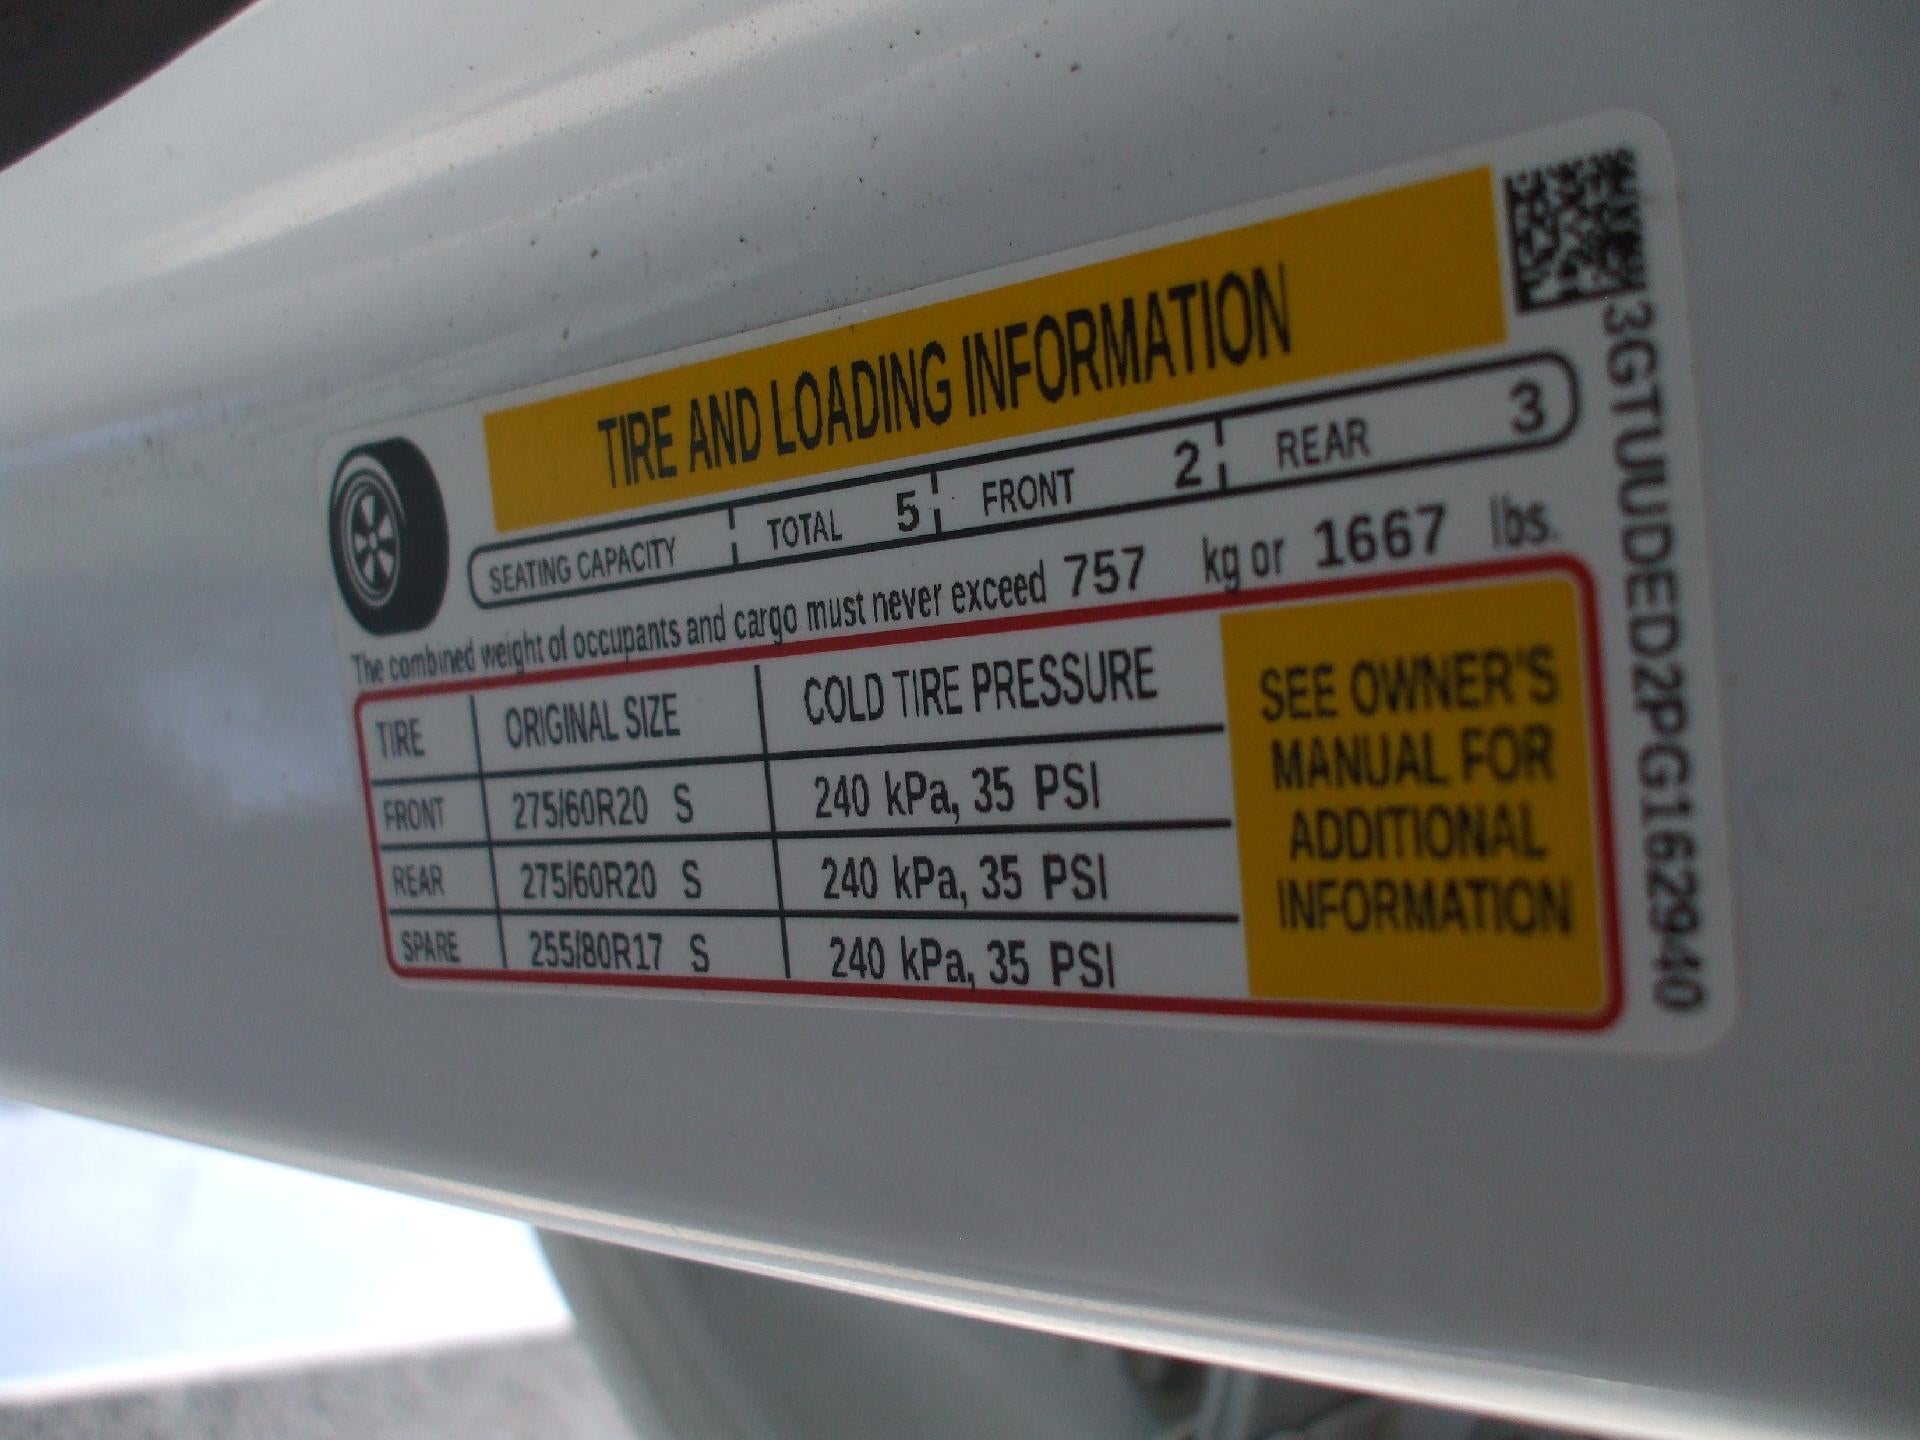 TIRE AND LOADING INFORMATION
SEATING CAPACITY TOTAL 5 FRONT 2 REAR 3
The combined weight of occupants and cargo must never exceed 757 kg or 1667 lbs.
TIRE ORIGINAL SIZE COLD TIRE PRESSURE
FRONT 275/60R20 S 240 kPa, 35 PSI
REAR 275/60R20 S 240 kPa, 35 PSI
SPARE 255/80R17 S 240 kPa, 35 PSI
SEE OWNER'S
MANUAL FOR
ADDITIONAL
INFORMATION
3GTUUDED2PG162940